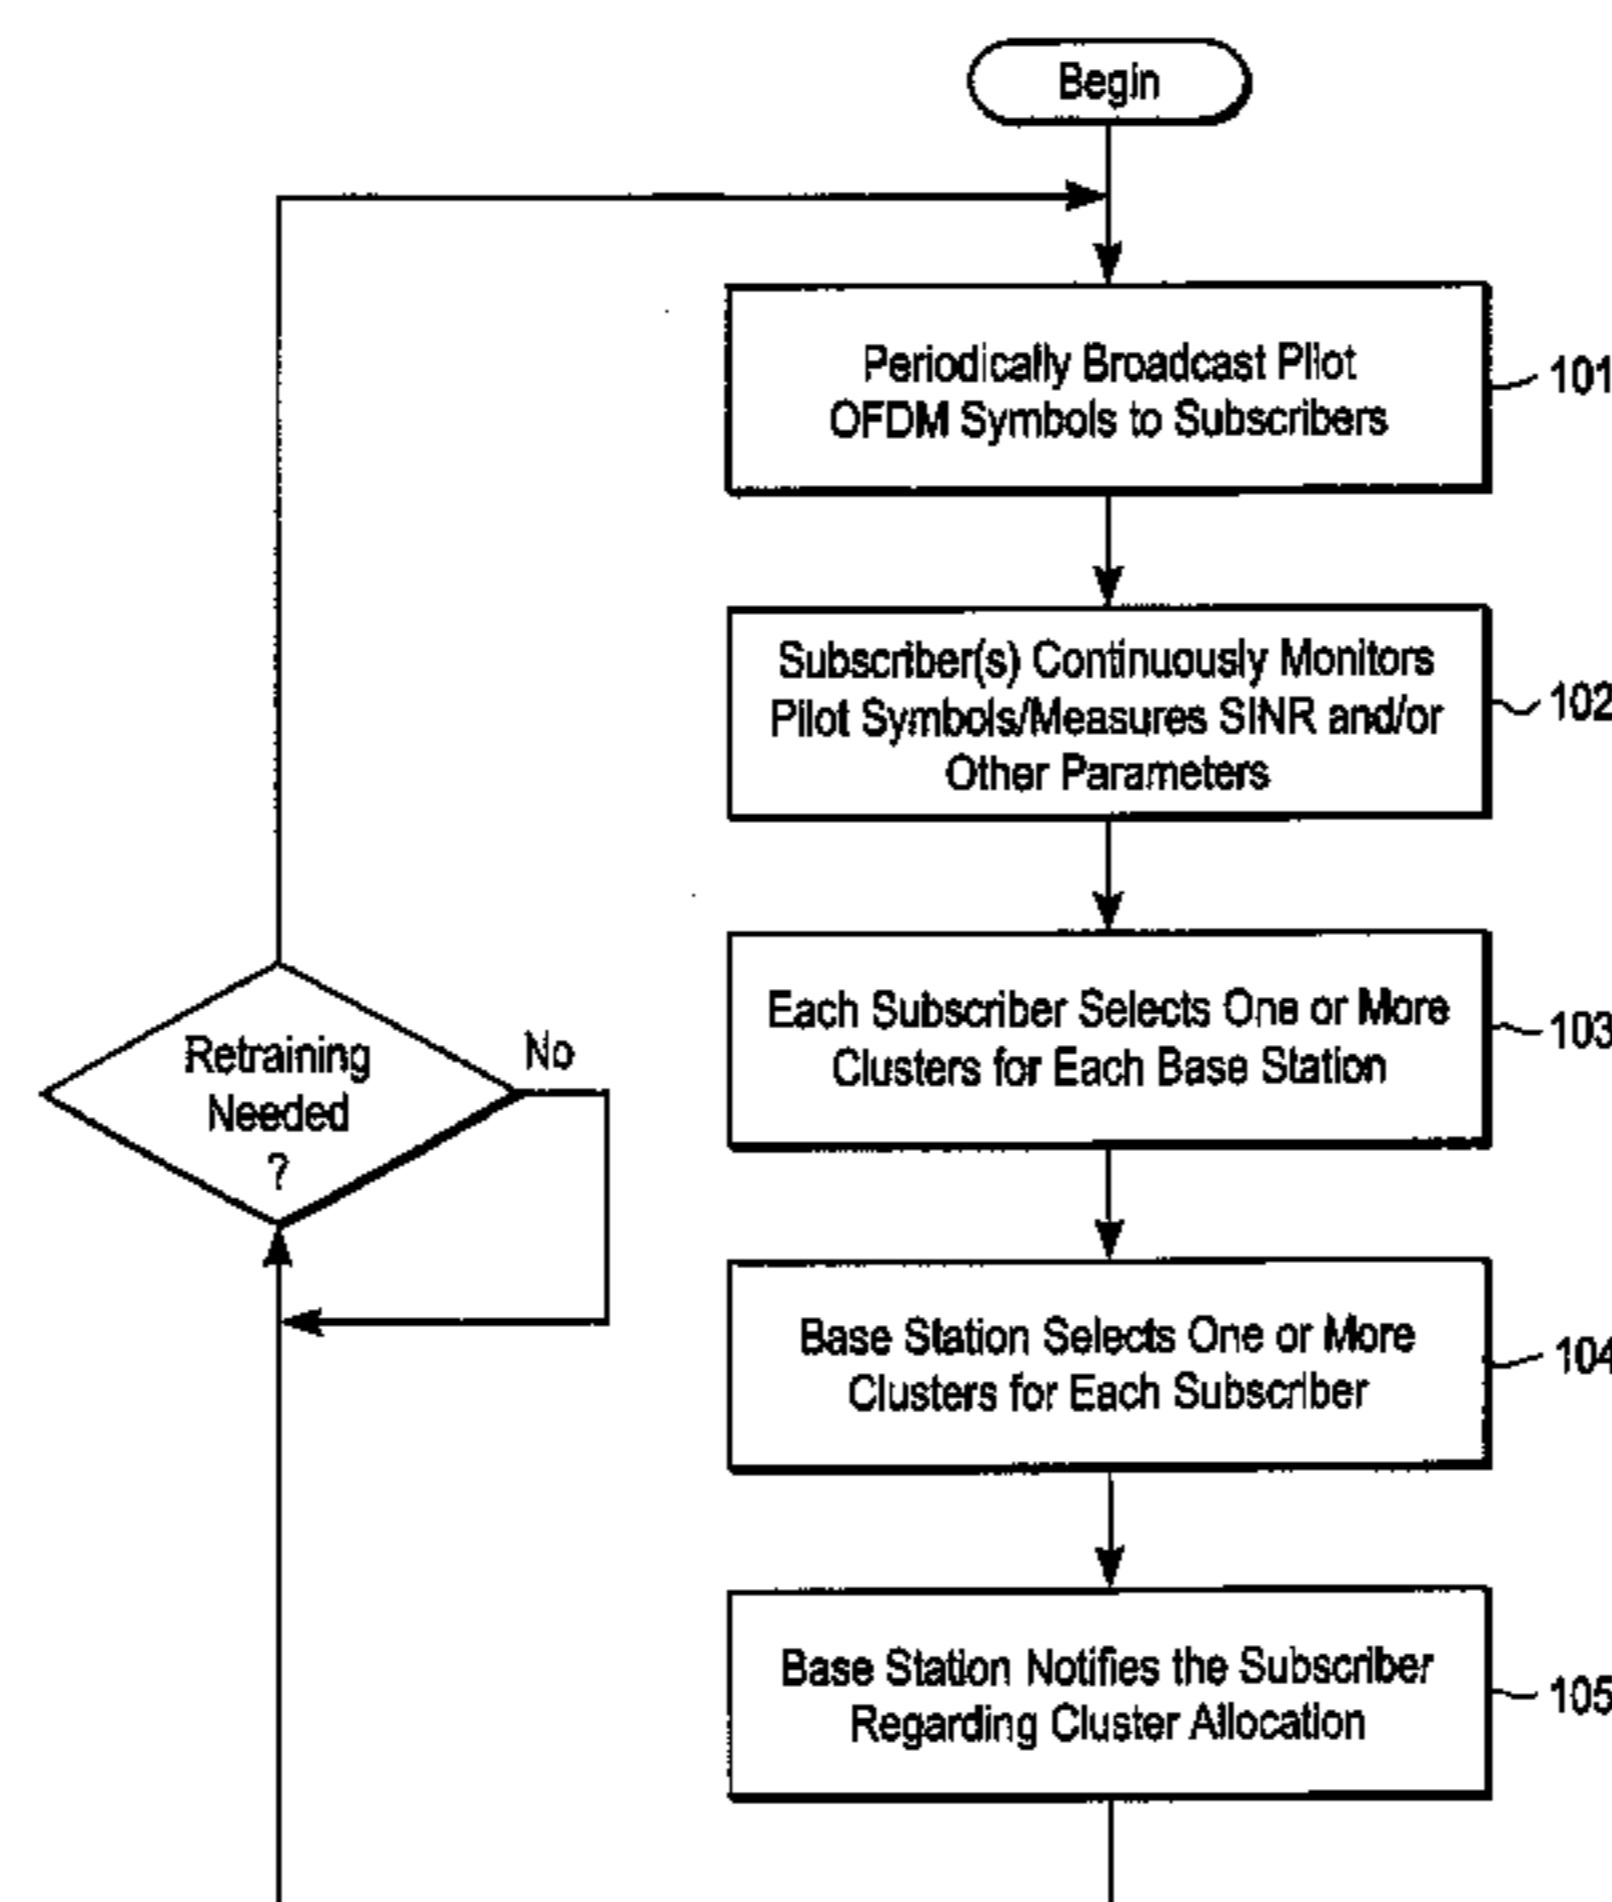 Begin
Periodically Broadcast Pilot
OFDM Symbols to Subscribers
101
Subscriber(s) Continuously Monitors
Pilot Symbols/Measures SINR and/or
Other Parameters
102
Each Subscriber Selects One or More
Clusters for Each Base Station
103
Retraining
Needed
?
No
Base Station Selects One or More
Clusters for Each Subscriber
104
Base Station Notifies the Subscriber
Regarding Cluster Allocation
105